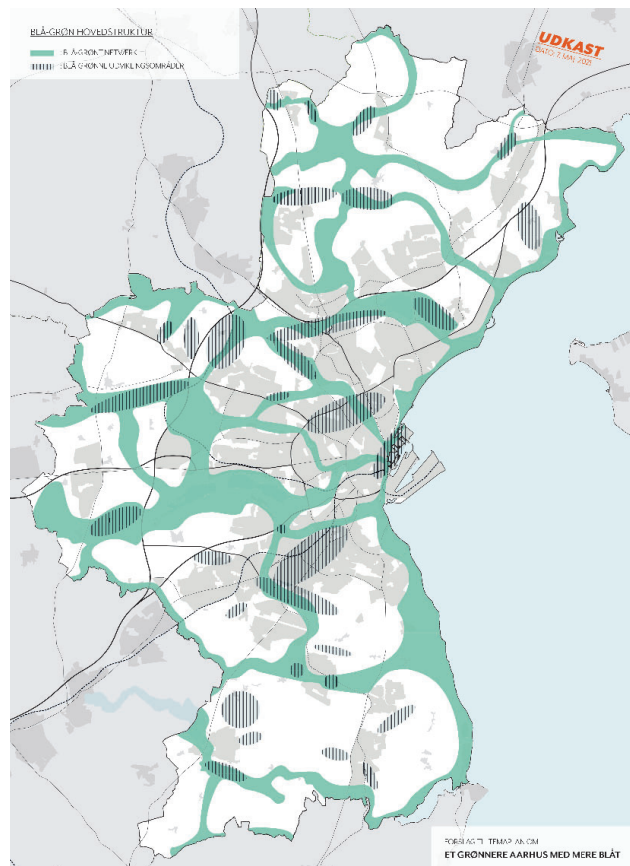 BLÅ-GRØN HOVEDSTRUKTUR
: BLÅ-GRØNT NETVÆRK
: BLÅ GRØNNE UDVIKLINGSOMRÅDER
UDKAST
DATO: 7. MAJ 2021
FORSLAG TIL TEMAPLAN OM
ET GRØNNERE AARHUS MED MERE BLÅT